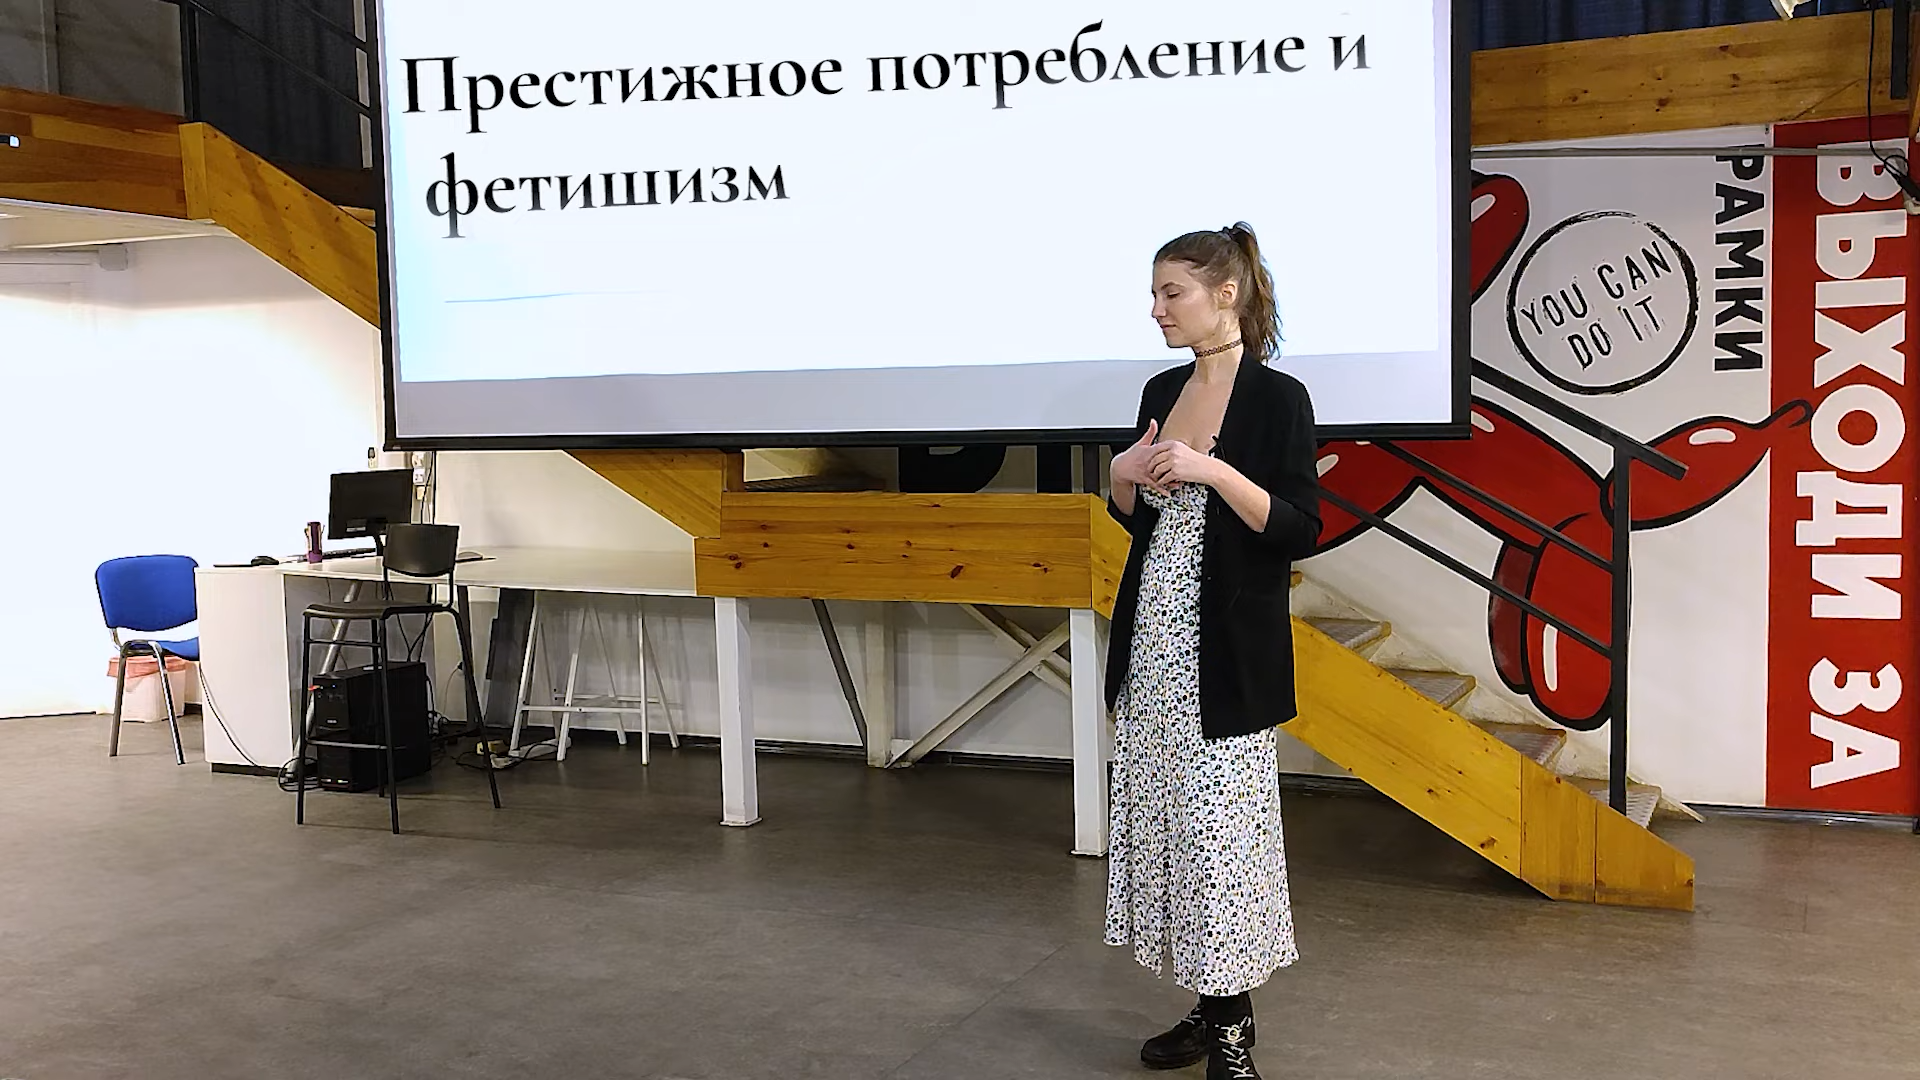 Престижное потребление и
фетишизм
YOU CAN
DO IT
РАМКИ
ВЫХОДИ ЗА